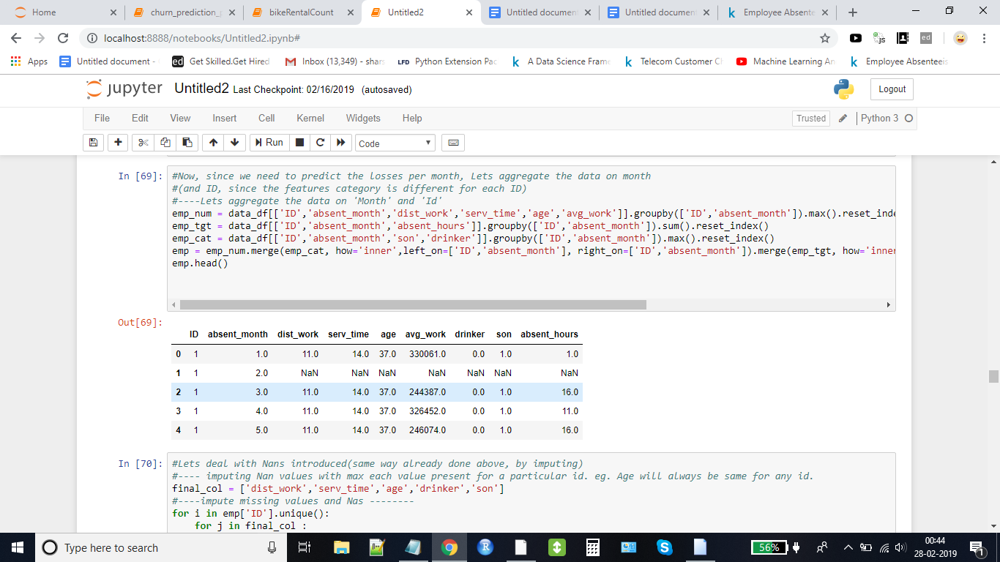 Home
churn_prediction_p
bikeRentalCount
Untitled2
Untitled documen
Untitled documen
Employee Absente
localhost:8888/notebooks/Untitled2.ipynb#
Apps
Untitled document -
Get Skilled.Get Hired
Inbox (13,349) - shars
Python Extension Pac
A Data Science Frame
Telecom Customer Ch
Machine Learning An
Employee Absenteeis
jupyter Untitled2 Last Checkpoint: 02/16/2019 (autosaved)
Logout
File Edit View Insert Cell Kernel Widgets Help
Trusted
Python 3
Run
Code
In [69]:
#Now, since we need to predict the losses per month, Lets aggregate the data on month
#(and ID, since the features category is different for each ID)
#----Lets aggregate the data on 'Month' and 'Id'
emp_num = data_df[['ID','absent_month','dist_work','serv_time','age','avg_work']].groupby(['ID','absent_month']).max().reset_inde
emp_tgt = data_df[['ID','absent_month','absent_hours']].groupby(['ID','absent_month']).sum().reset_index()
emp_cat = data_df[['ID','absent_month','son','drinker']].groupby(['ID','absent_month']).max().reset_index()
emp = emp_num.merge(emp_cat, how='inner',left_on=['ID','absent_month'], right_on=['ID','absent_month']).merge(emp_tgt, how='inner
emp.head()
Out[69]:
ID absent_month dist_work serv_time age avg_work drinker son absent_hours
0 1 1.0 11.0 14.0 37.0 330061.0 0.0 1.0 1.0
1 1 2.0 NaN NaN NaN NaN NaN NaN NaN
2 1 3.0 11.0 14.0 37.0 244387.0 0.0 1.0 16.0
3 1 4.0 11.0 14.0 37.0 326452.0 0.0 1.0 11.0
4 1 5.0 11.0 14.0 37.0 246074.0 0.0 1.0 16.0
In [70]:
#Lets deal with Nans introduced(same way already done above, by imputing)
#---- imputing Nan values with max each value present for a particular id. eg. Age will always be same for any id.
final_col = ['dist_work','serv_time','age','drinker','son']
#----impute missing values and Nas --------
for i in emp['ID'].unique():
for j in final_col :
Type here to search
56%
00:44
28-02-2019